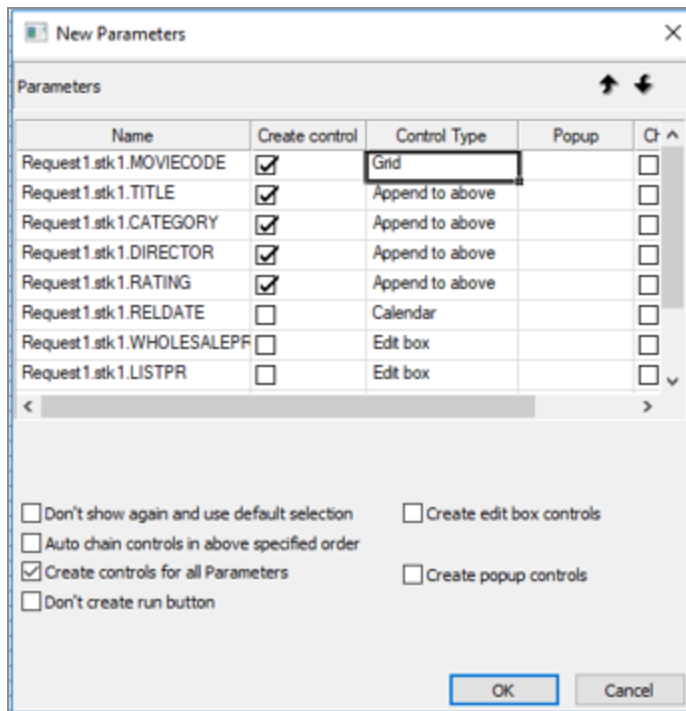 New Parameters
Parameters
Name Create control Control Type Popup Ch
Request1.stk1.MOVIECODE Grid
Request1.stk1.TITLE Append to above
Request1.stk1.CATEGORY Append to above
Request1.stk1.DIRECTOR Append to above
Request1.stk1.RATING Append to above
Request1.stk1.RELDATE Calendar
Request1.stk1.WHOLESALEPR Edit box
Request1.stk1.LISTPR Edit box
Don't show again and use default selection Create edit box controls
Auto chain controls in above specified order
Create controls for all Parameters Create popup controls
Don't create run button
OK Cancel